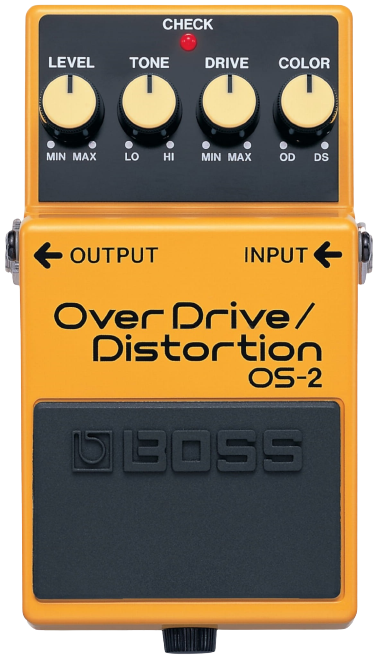 CHECK
LEVEL TONE DRIVE COLOR
MIN MAX LO HI MIN MAX OD DS
OUTPUT INPUT
Over Drive/
Distortion
OS-2
BOSS